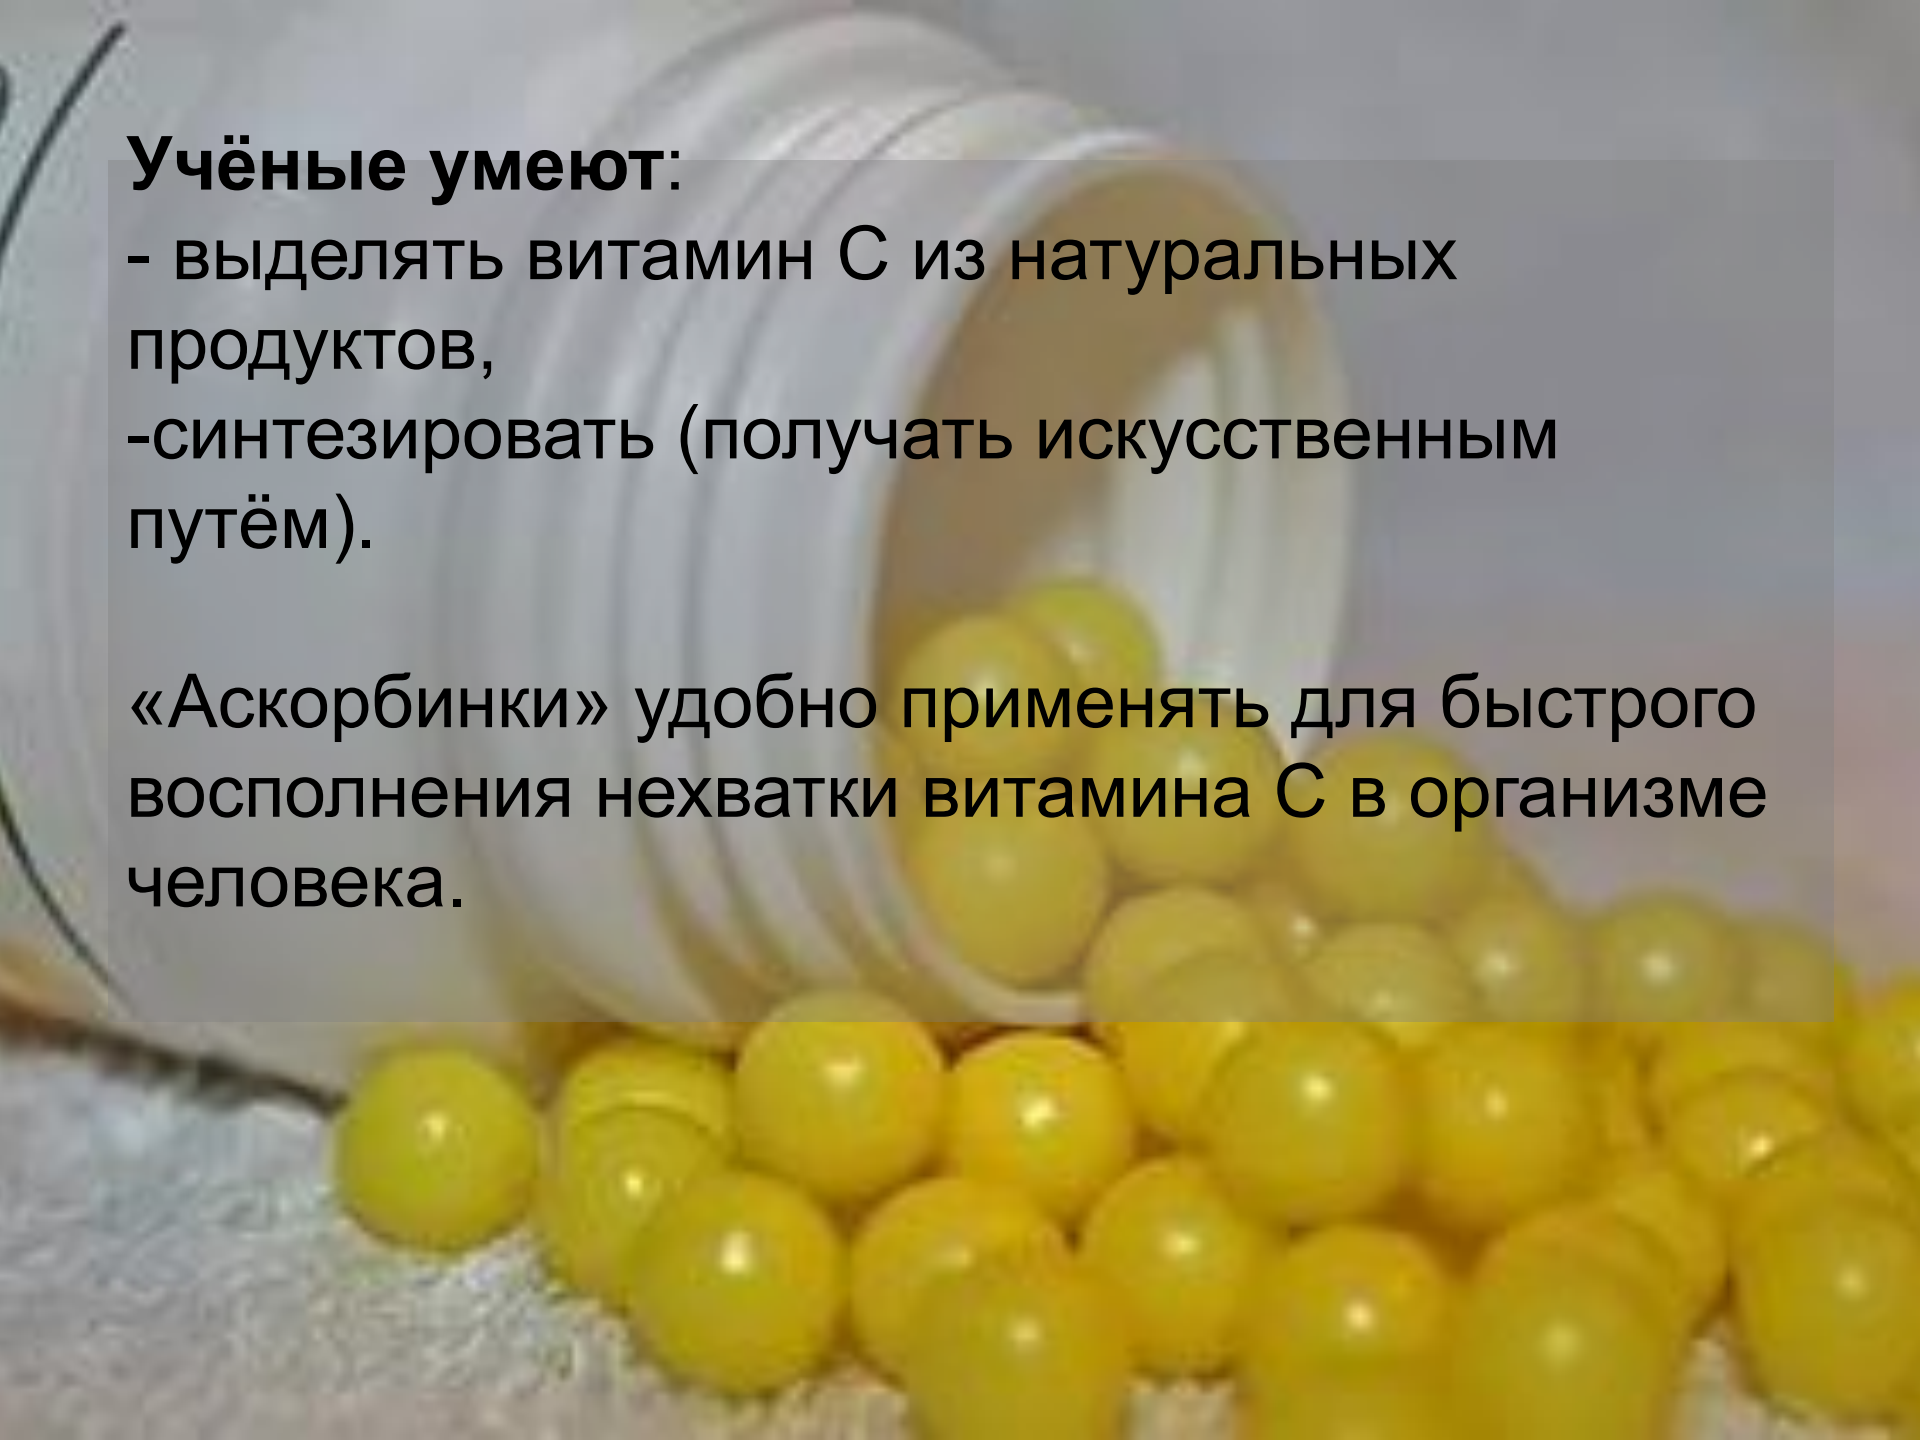 Учёные умеют:
- выделять витамин С из натуральных
продуктов,
-синтезировать (получать искусственным
путём).
«Аскорбинки» удобно применять для быстрого
восполнения нехватки витамина С в организме
человека.